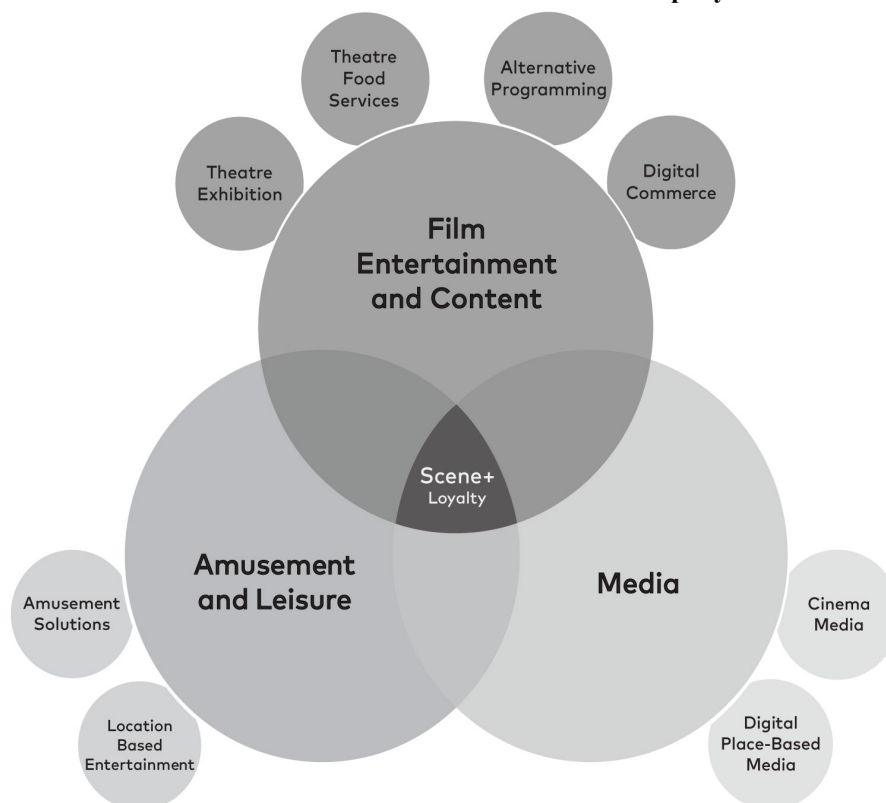 Theatre
Food
Services
Alternative
Programming
Theatre
Exhibition
Digital
Commerce
Film
Entertainment
and Content
Scene+
Loyalty
Amusement
and Leisure
Media
Amusement
Solutions
Cinema
Media
Location
Based
Entertainment
Digital
Place-Based
Media